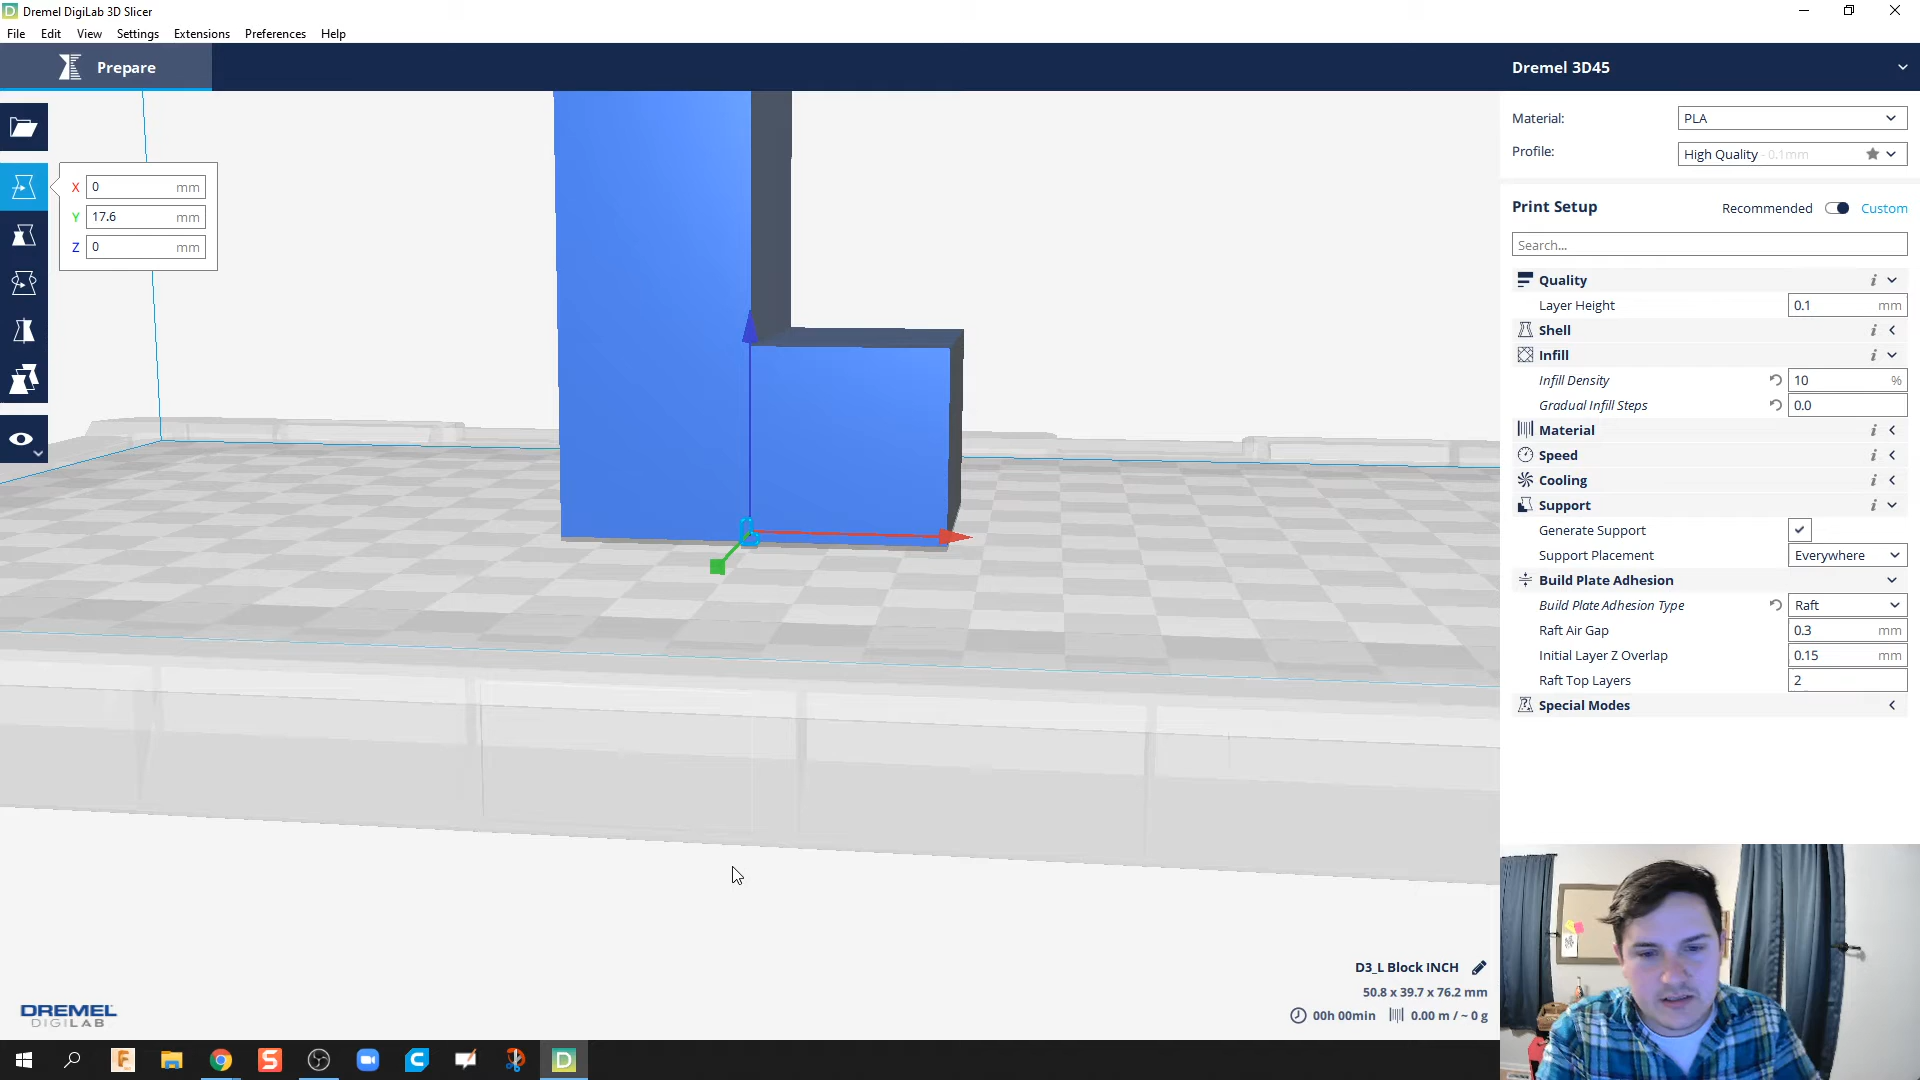 Dremel DigiLab 3D Slicer
File Edit View Settings Extensions Preferences Help
Prepare
Dremel 3D45
Material: PLA
Profile: High Quality - 0.1mm
X 0 mm
Y 17.6 mm
Z 0 mm
Print Setup Recommended Custom
Search...
Quality
Layer Height 0.1 mm
Shell
Infill
Infill Density 10 %
Gradual Infill Steps 0.0
Material
Speed
Cooling
Support
Generate Support
Support Placement Everywhere
Build Plate Adhesion
Build Plate Adhesion Type Raft
Raft Air Gap 0.3 mm
Initial Layer Z Overlap 0.15 mm
Raft Top Layers 2
Special Modes
D3_L Block INCH
50.8 x 39.7 x 76.2 mm
00h 00min 0.00 m / ~ 0 g
DREMEL
DIGILAB